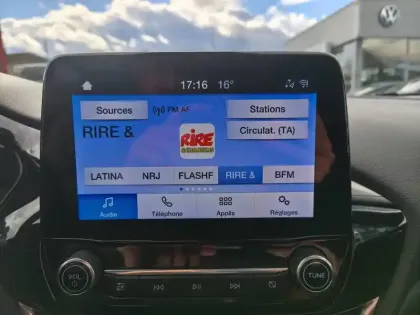 17:16 16°
Sources FM AF Stations
RIRE & RIRE Circulat. (TA)
LATINA NRJ FLASHF RIRE & BFM
Audio Téléphone Applis Réglages
VOL TUNE